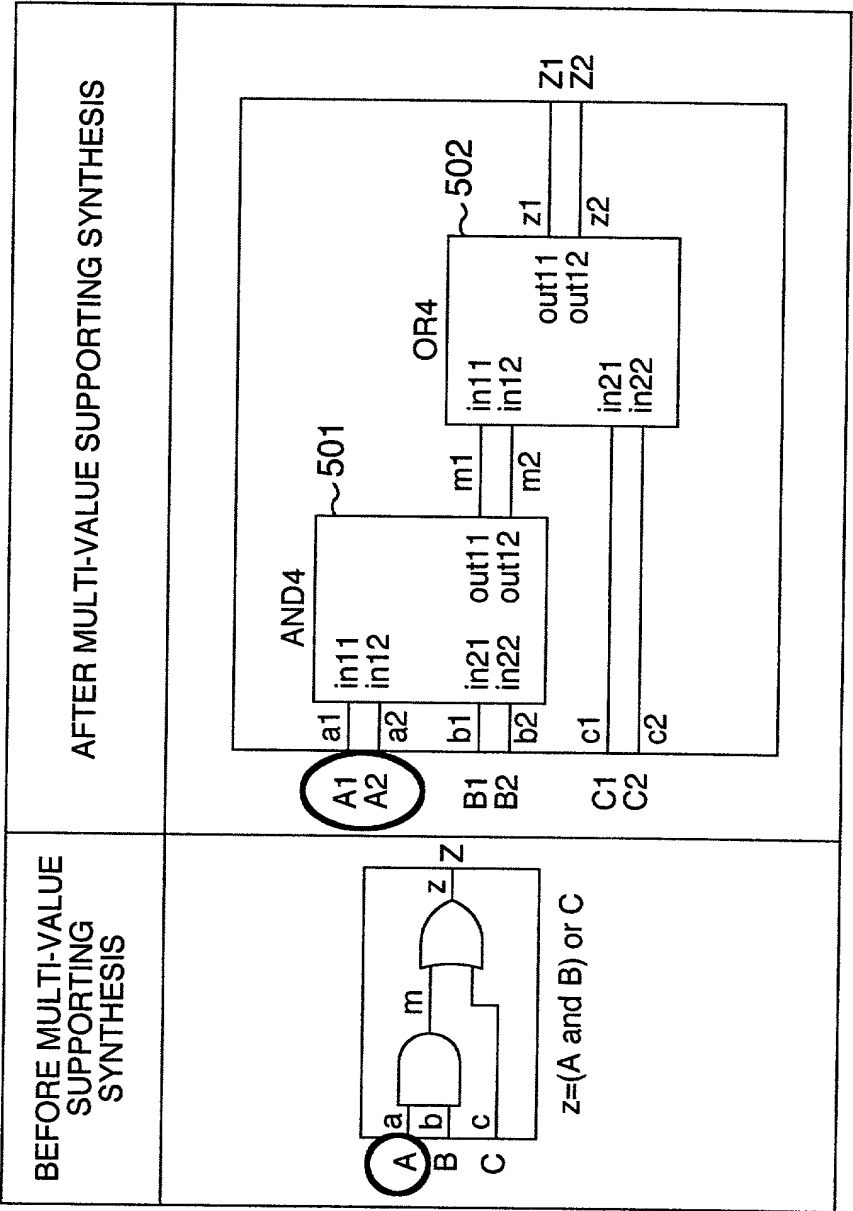 BEFORE MULTI-VALUE
SUPPORTING
SYNTHESIS
AFTER MULTI-VALUE SUPPORTING SYNTHESIS
A
B
C
a
b
c
m
z
Z
z=(A and B) or C
A1
A2
B1
B2
C1
C2
a1
a2
b1
b2
c1
c2
AND4
501
in11
in12
in21
in22
out11
out12
m1
m2
OR4
502
in11
in12
in21
in22
out11
out12
z1
z2
Z1
Z2